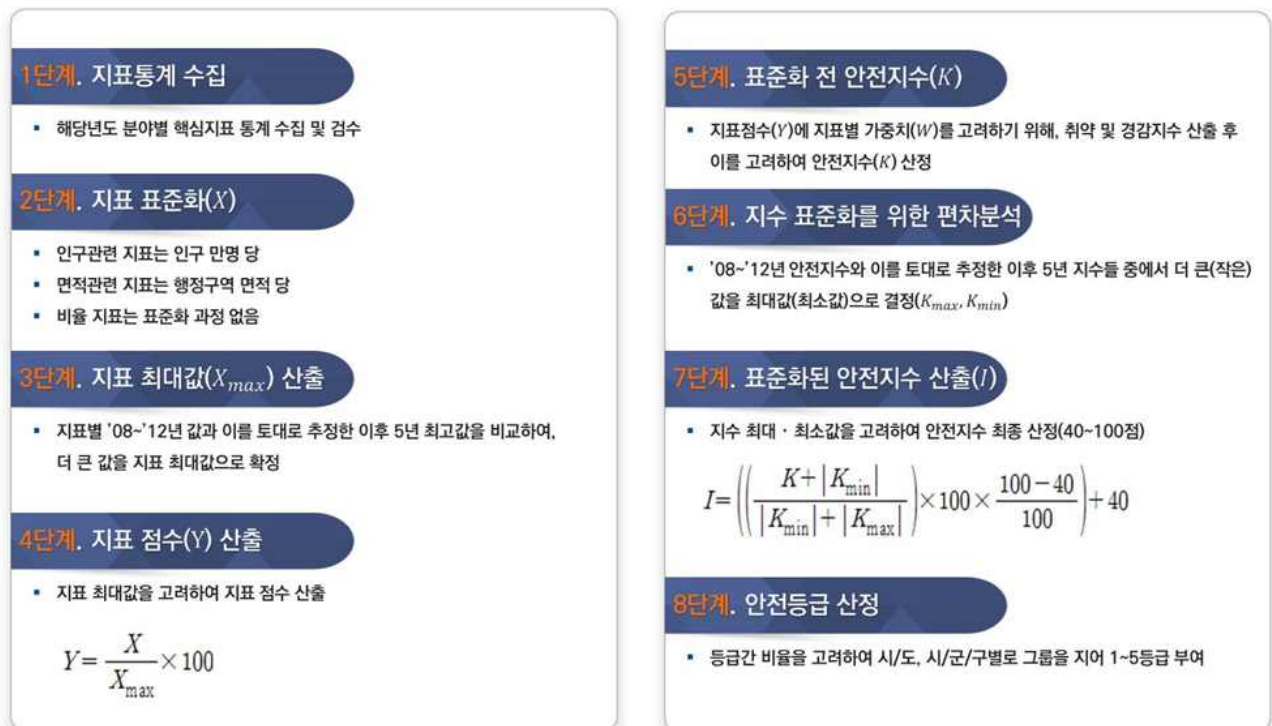 1단계. 지표통계 수집
▪ 해당년도 분야별 핵심지표 통계 수집 및 검수
2단계. 지표 표준화(X)
▪ 인구관련 지표는 인구 만명 당
▪ 면적관련 지표는 행정구역 면적 당
▪ 비율 지표는 표준화 과정 없음
3단계. 지표 최대값(X_{max}) 산출
▪ 지표별 '08~'12년 값과 이를 토대로 추정한 이후 5년 최고값을 비교하여,
더 큰 값을 지표 최대값으로 확정
4단계. 지표 점수(Y) 산출
▪ 지표 최대값을 고려하여 지표 점수 산출
Y = \frac{X}{X_{max}} × 100
5단계. 표준화 전 안전지수(K)
▪ 지표점수(Y)에 지표별 가중치(W)를 고려하기 위해, 취약 및 경감지수 산출 후
이를 고려하여 안전지수(K) 산정
6단계. 지수 표준화를 위한 편차분석
▪ '08~'12년 안전지수와 이를 토대로 추정한 이후 5년 지수들 중에서 더 큰(작은)
값을 최대값(최소값)으로 결정(K_{max}, K_{min})
7단계. 표준화된 안전지수 산출(I)
▪ 지수 최대 · 최소값을 고려하여 안전지수 최종 산정(40~100점)
I = ((\frac{K+|K_{min}|}{|K_{min}|+|K_{max}|}) × 100 × \frac{100-40}{100}) + 40
8단계. 안전등급 산정
▪ 등급간 비율을 고려하여 시/도, 시/군/구별로 그룹을 지어 1~5등급 부여